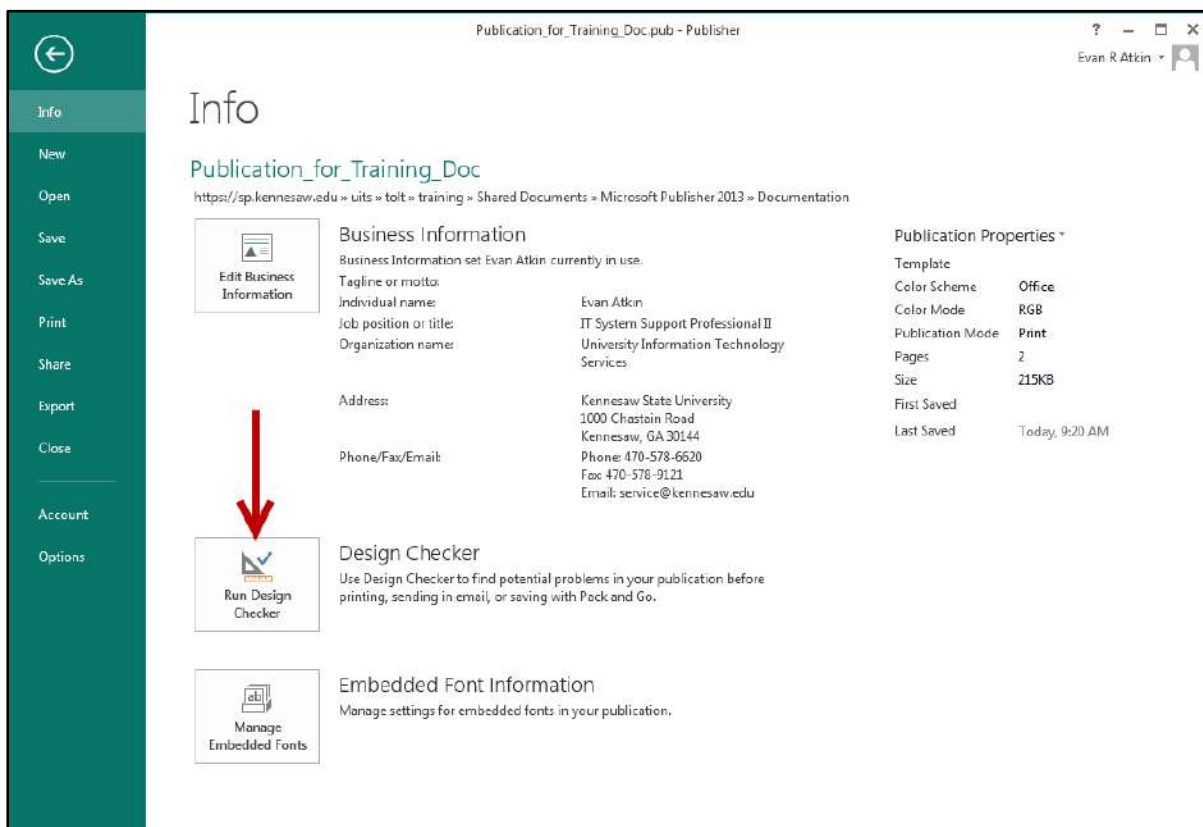 Publication_for_Training_Doc.pub - Publisher
? – □ ×
Evan R Atkin
Info
New
Open
Save
Save As
Print
Share
Export
Close
Account
Options
Info
Publication_for_Training_Doc
https://sp.kennesaw.edu » uits » tolt » training » Shared Documents » Microsoft Publisher 2013 » Documentation
Edit Business
Information
Business Information
Business Information set Evan Atkin currently in use.
Tagline or motto:
Individual name: Evan Atkin
Job position or title: IT System Support Professional II
Organization name: University Information Technology
Services
Address: Kennesaw State University
1000 Chastain Road
Kennesaw, GA 30144
Phone/Fax/Email: Phone: 470-578-6620
Fax: 470-578-9121
Email: service@kennesaw.edu
Publication Properties
Template
Color Scheme Office
Color Mode RGB
Publication Mode Print
Pages 2
Size 215KB
First Saved
Last Saved Today, 9:20 AM
Run Design
Checker
Design Checker
Use Design Checker to find potential problems in your publication before
printing, sending in email, or saving with Pack and Go.
ab
Manage
Embedded Fonts
Embedded Font Information
Manage settings for embedded fonts in your publication.